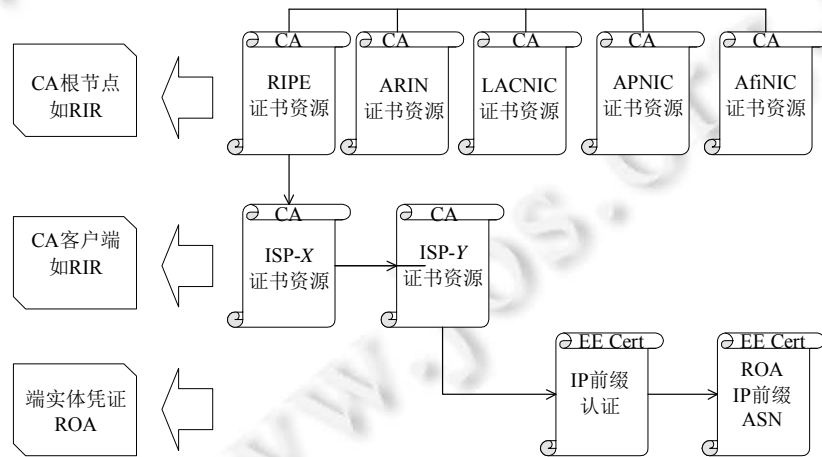 CA
CA
CA
CA
CA
CA根节点
如RIR
RIPE
证书资源
ARIN
证书资源
LACNIC
证书资源
APNIC
证书资源
AfiNIC
证书资源
CA
CA
CA客户端
如RIR
ISP-X
证书资源
ISP-Y
证书资源
EE Cert
EE Cert
端实体凭证
ROA
IP前缀
认证
ROA
IP前缀
ASN
www.jos.o